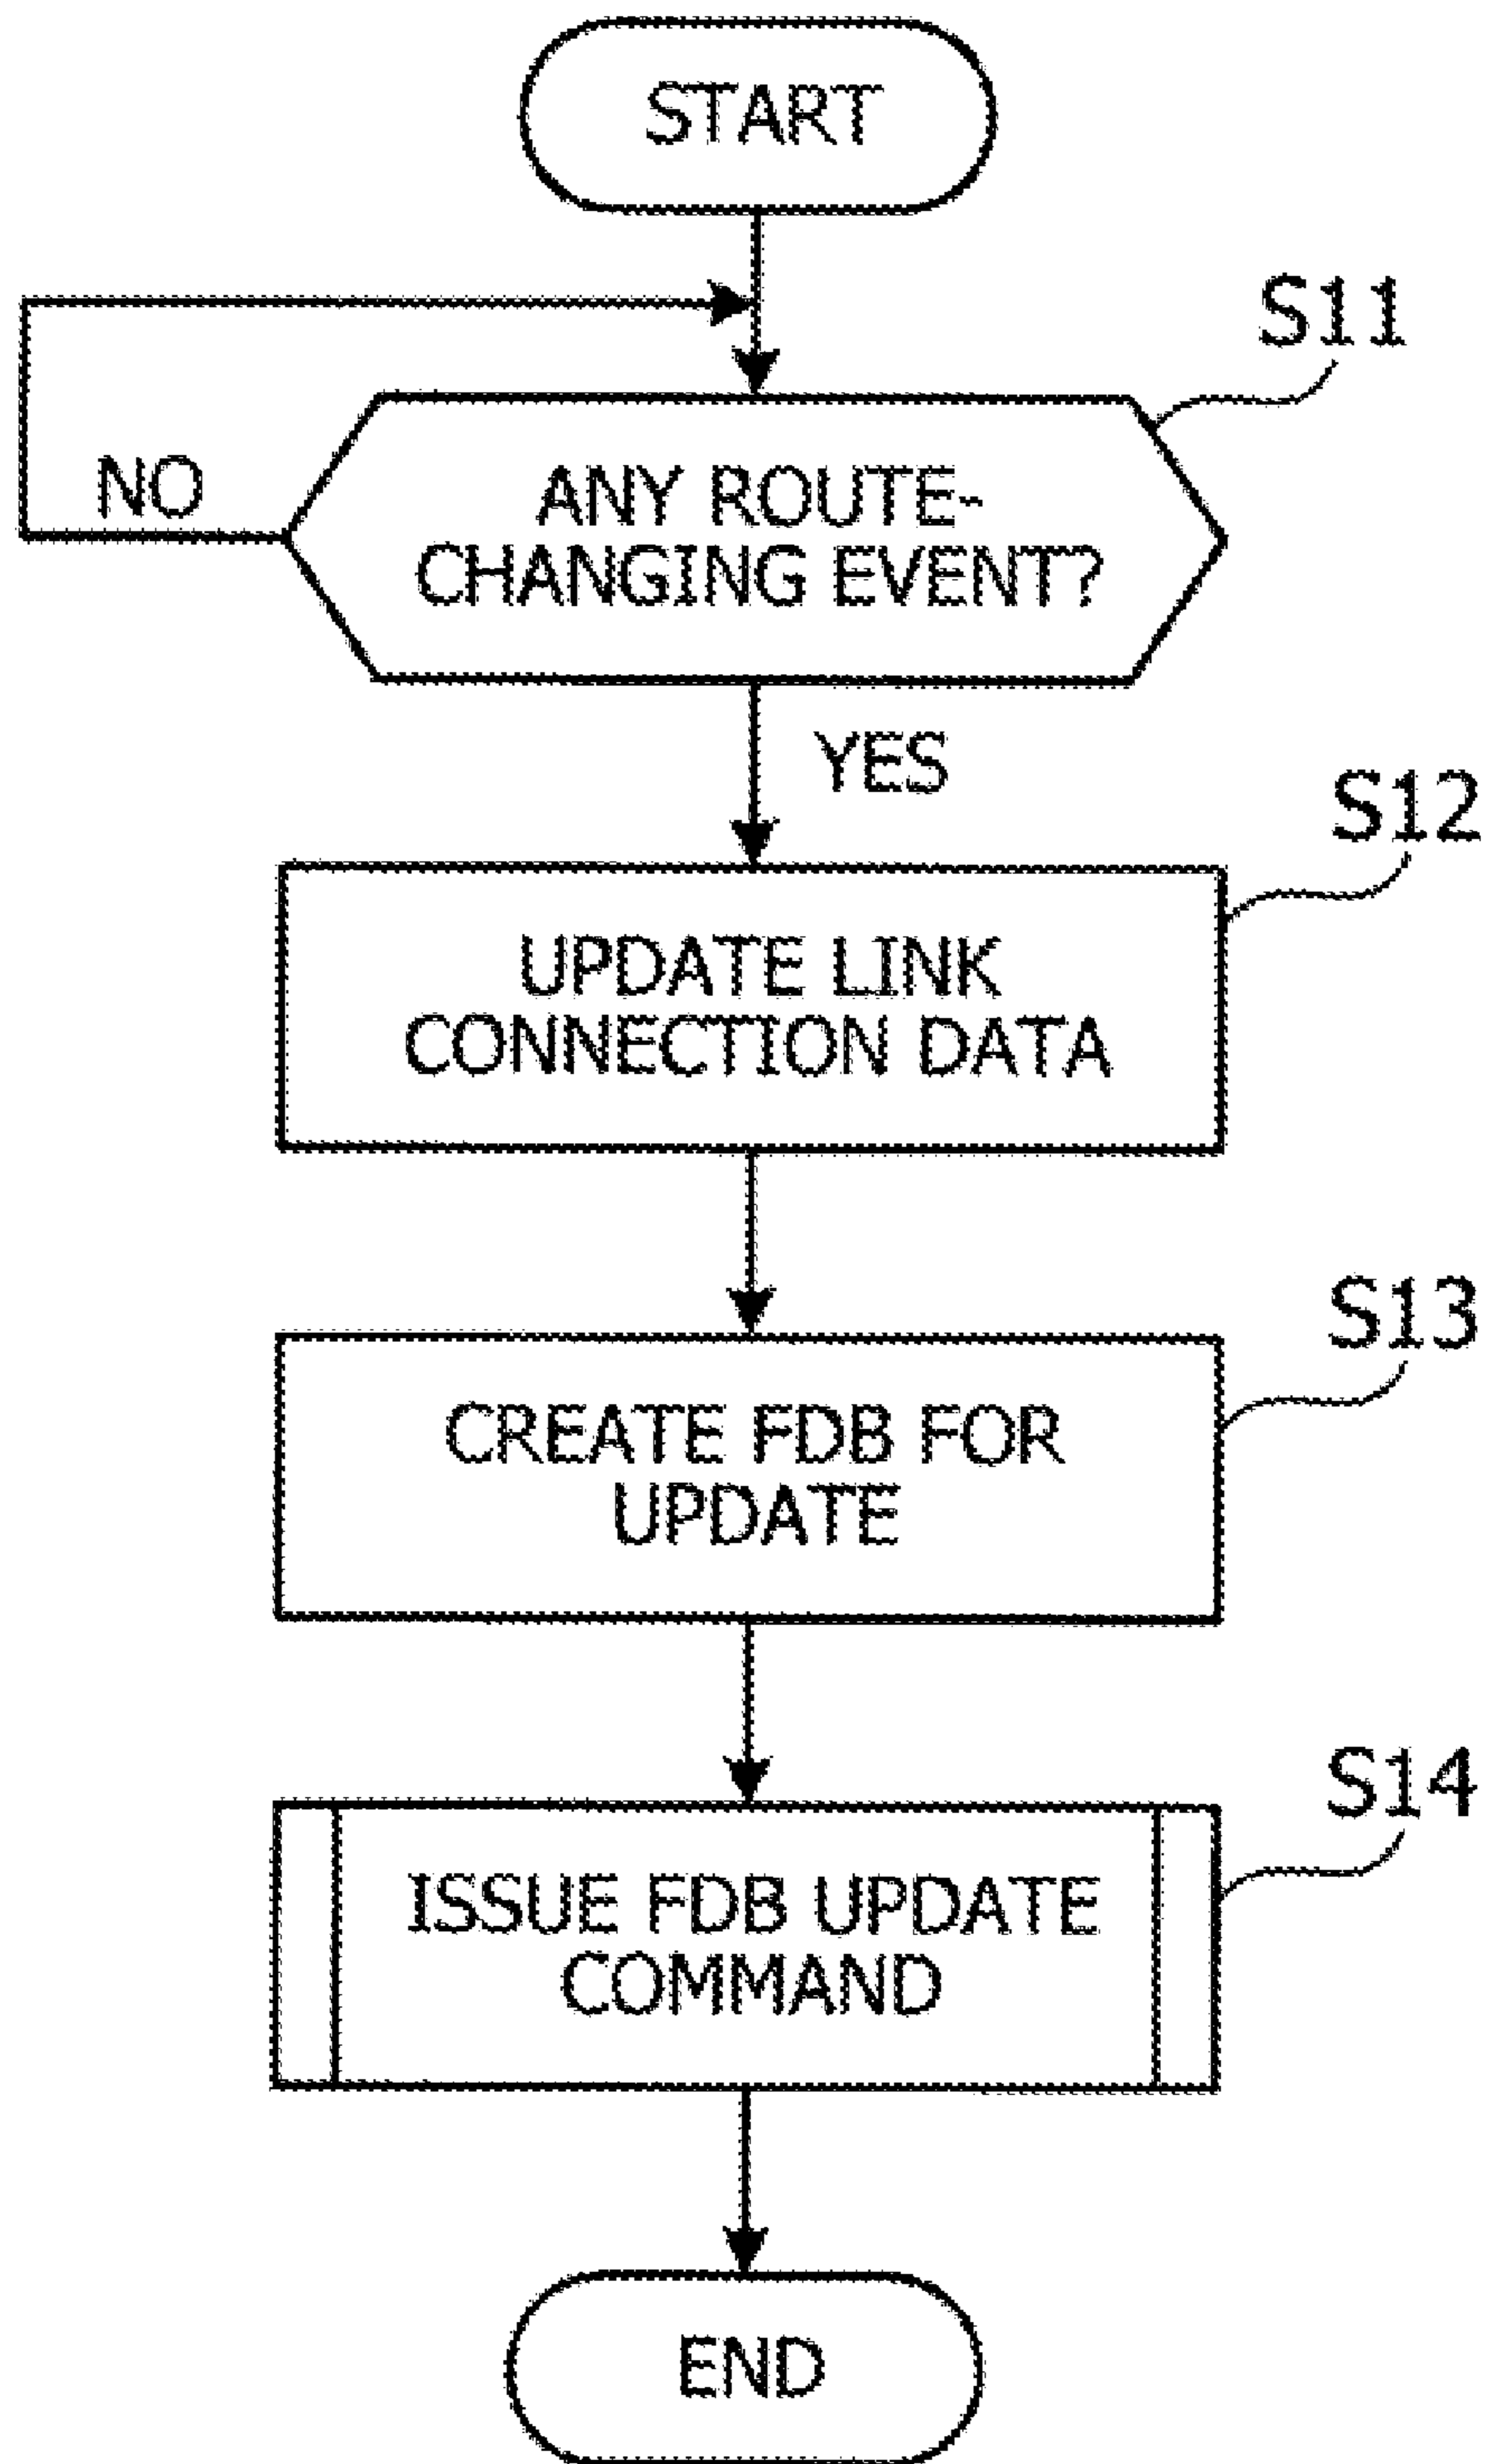 START
S11
ANY ROUTE-
CHANGING EVENT?
NO
YES
S12
UPDATE LINK
CONNECTION DATA
S13
CREATE FDB FOR
UPDATE
S14
ISSUE FDB UPDATE
COMMAND
END